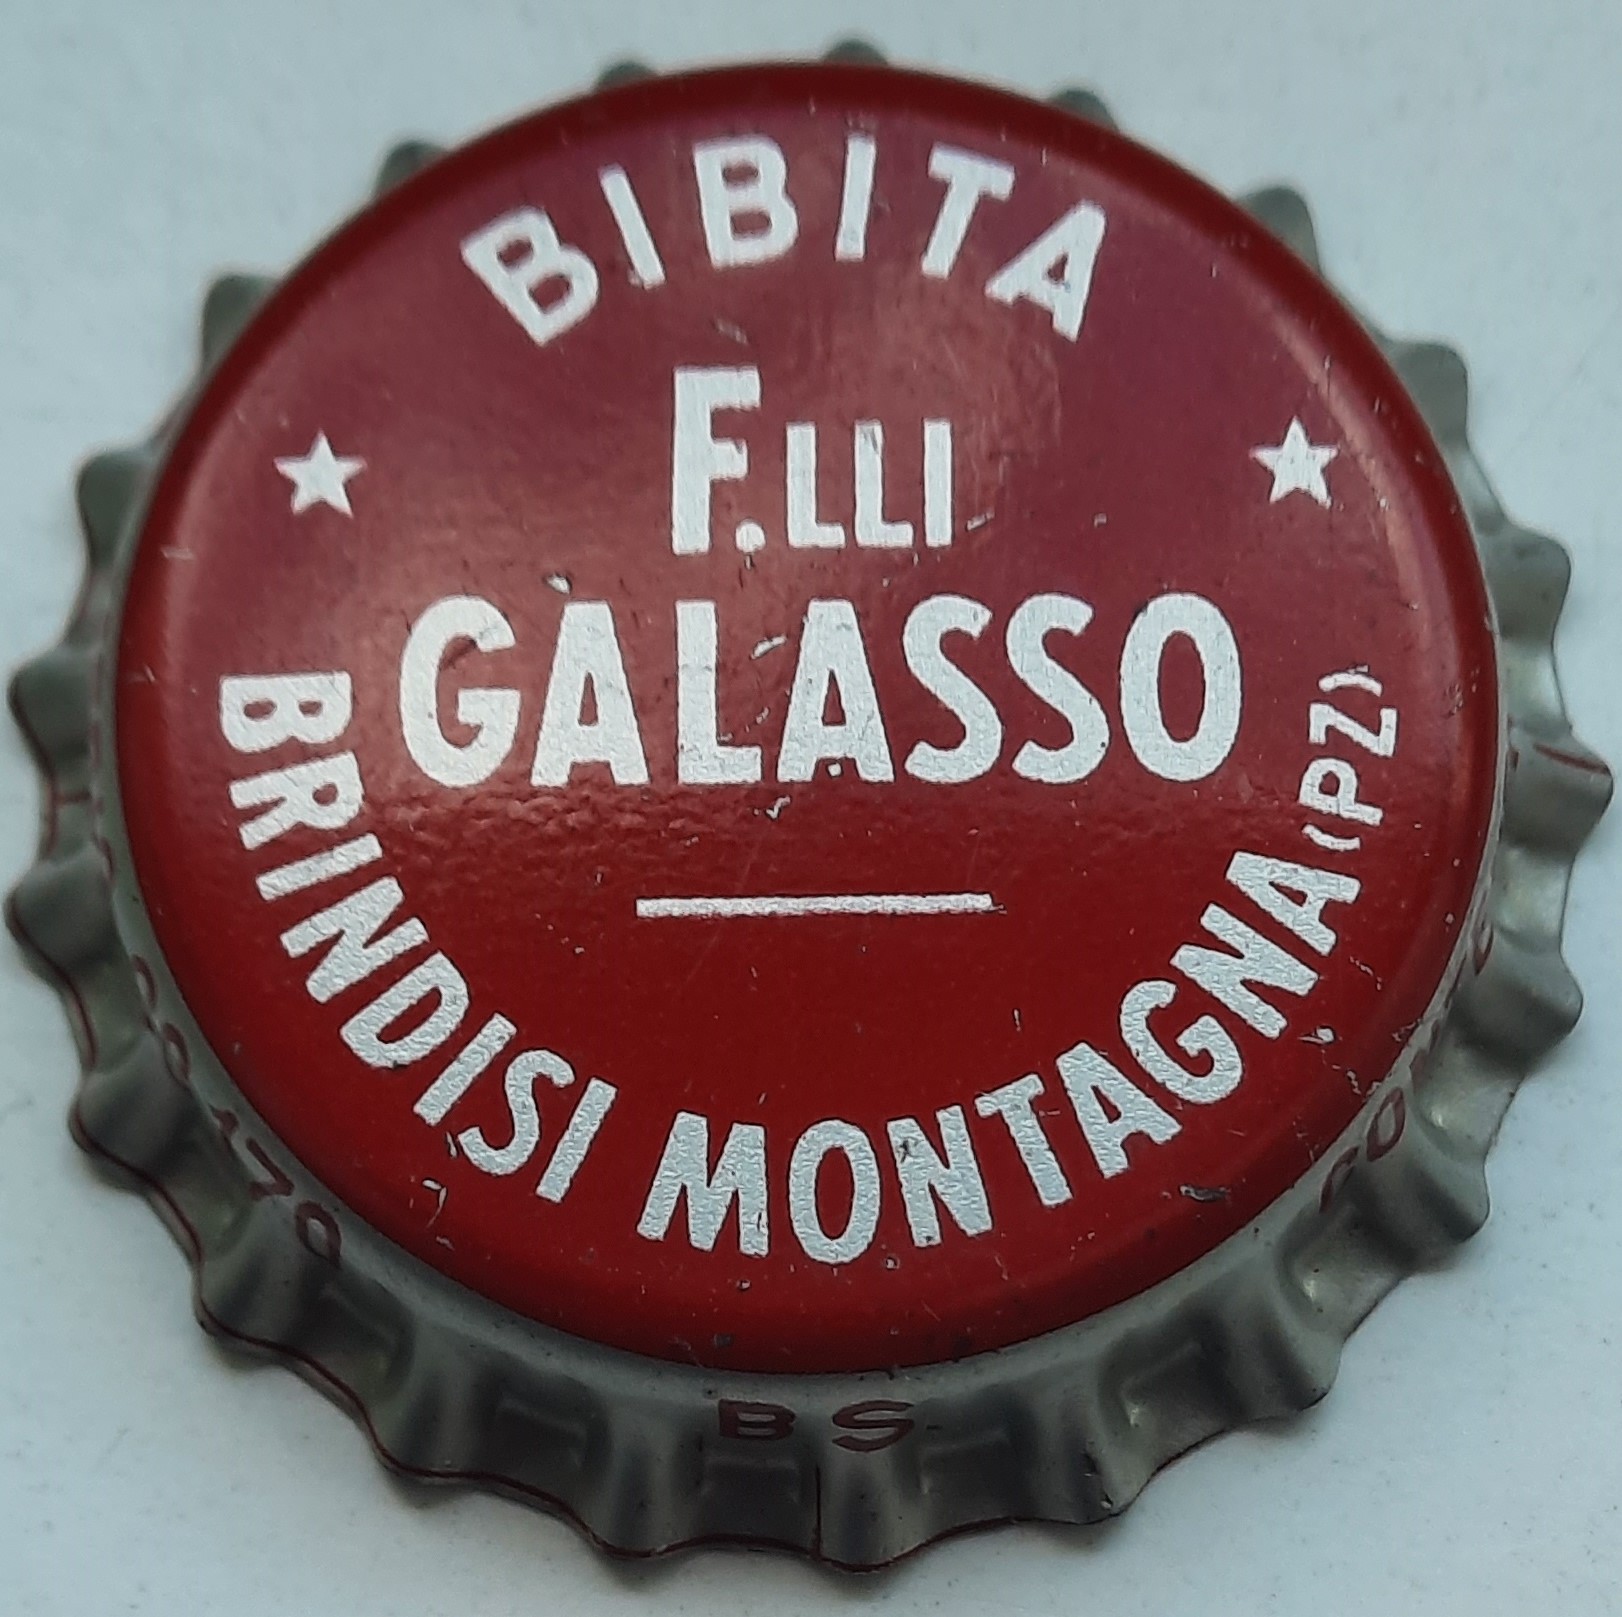 BIBITA
F.LLI
GALASSO
BRINDISI MONTAGNA (PZ)
BS